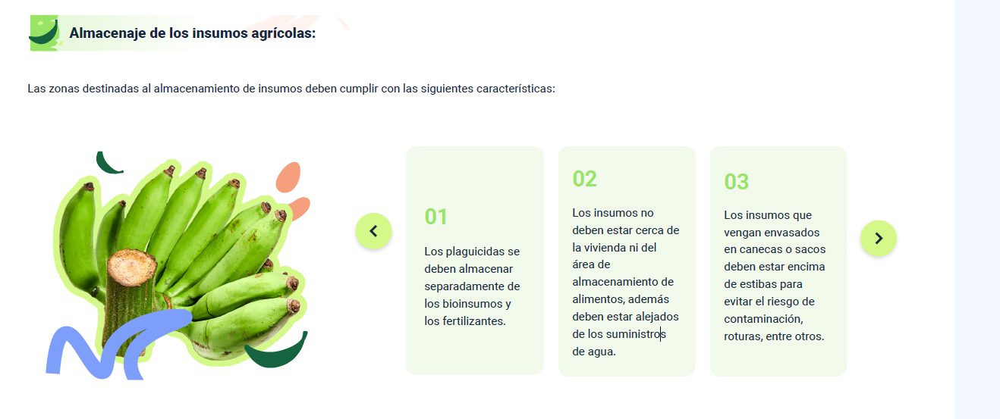 Almacenaje de los insumos agrícolas:
Las zonas destinadas al almacenamiento de insumos deben cumplir con las siguientes características:
01
Los plaguicidas se
deben almacenar
separadamente de
los bioinsumos y
los fertilizantes.
02
Los insumos no
deben estar cerca de
la vivienda ni del
área de
almacenamiento de
alimentos, además
deben estar alejados
de los suministros
de agua.
03
Los insumos que
vengan envasados
en canecas o sacos
deben estar encima
de estibas para
evitar el riesgo de
contaminación,
roturas, entre otros.